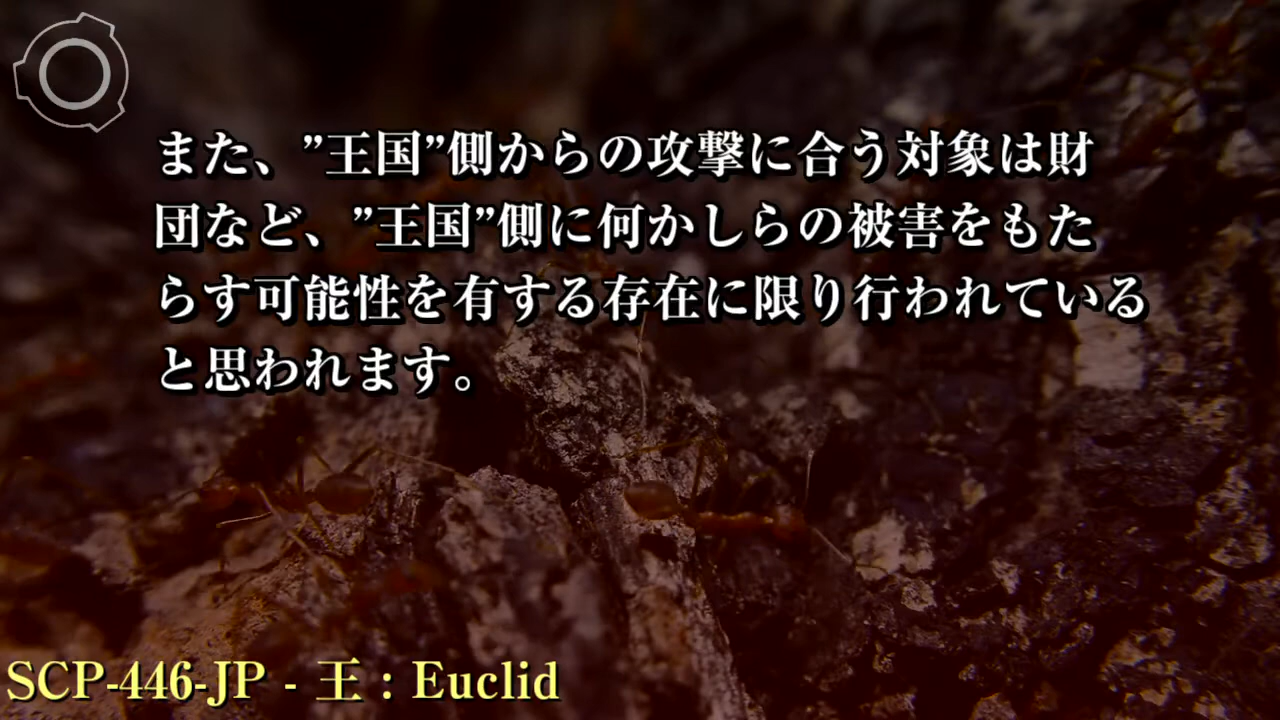 また、”王国”側からの攻撃に合う対象は財
団など、”王国”側に何かしらの被害をもた
らす可能性を有する存在に限り行われている
と思われます。
SCP-446-JP - 王 : Euclid